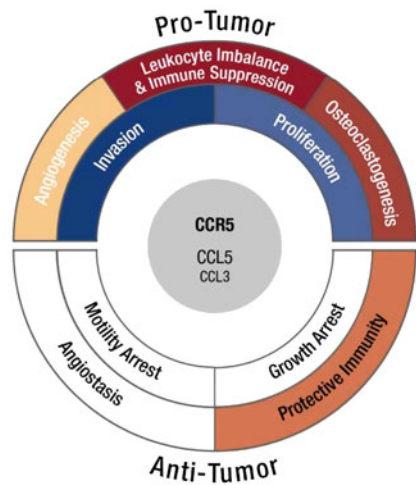 Pro-Tumor
Leukocyte Imbalance
& Immune Suppression
Angiogenesis
Osteoclastogenesis
Invasion
Proliferation
CCR5
CCL5
CCL3
Motility Arrest
Growth Arrest
Angiostasis
Protective Immunity
Anti-Tumor